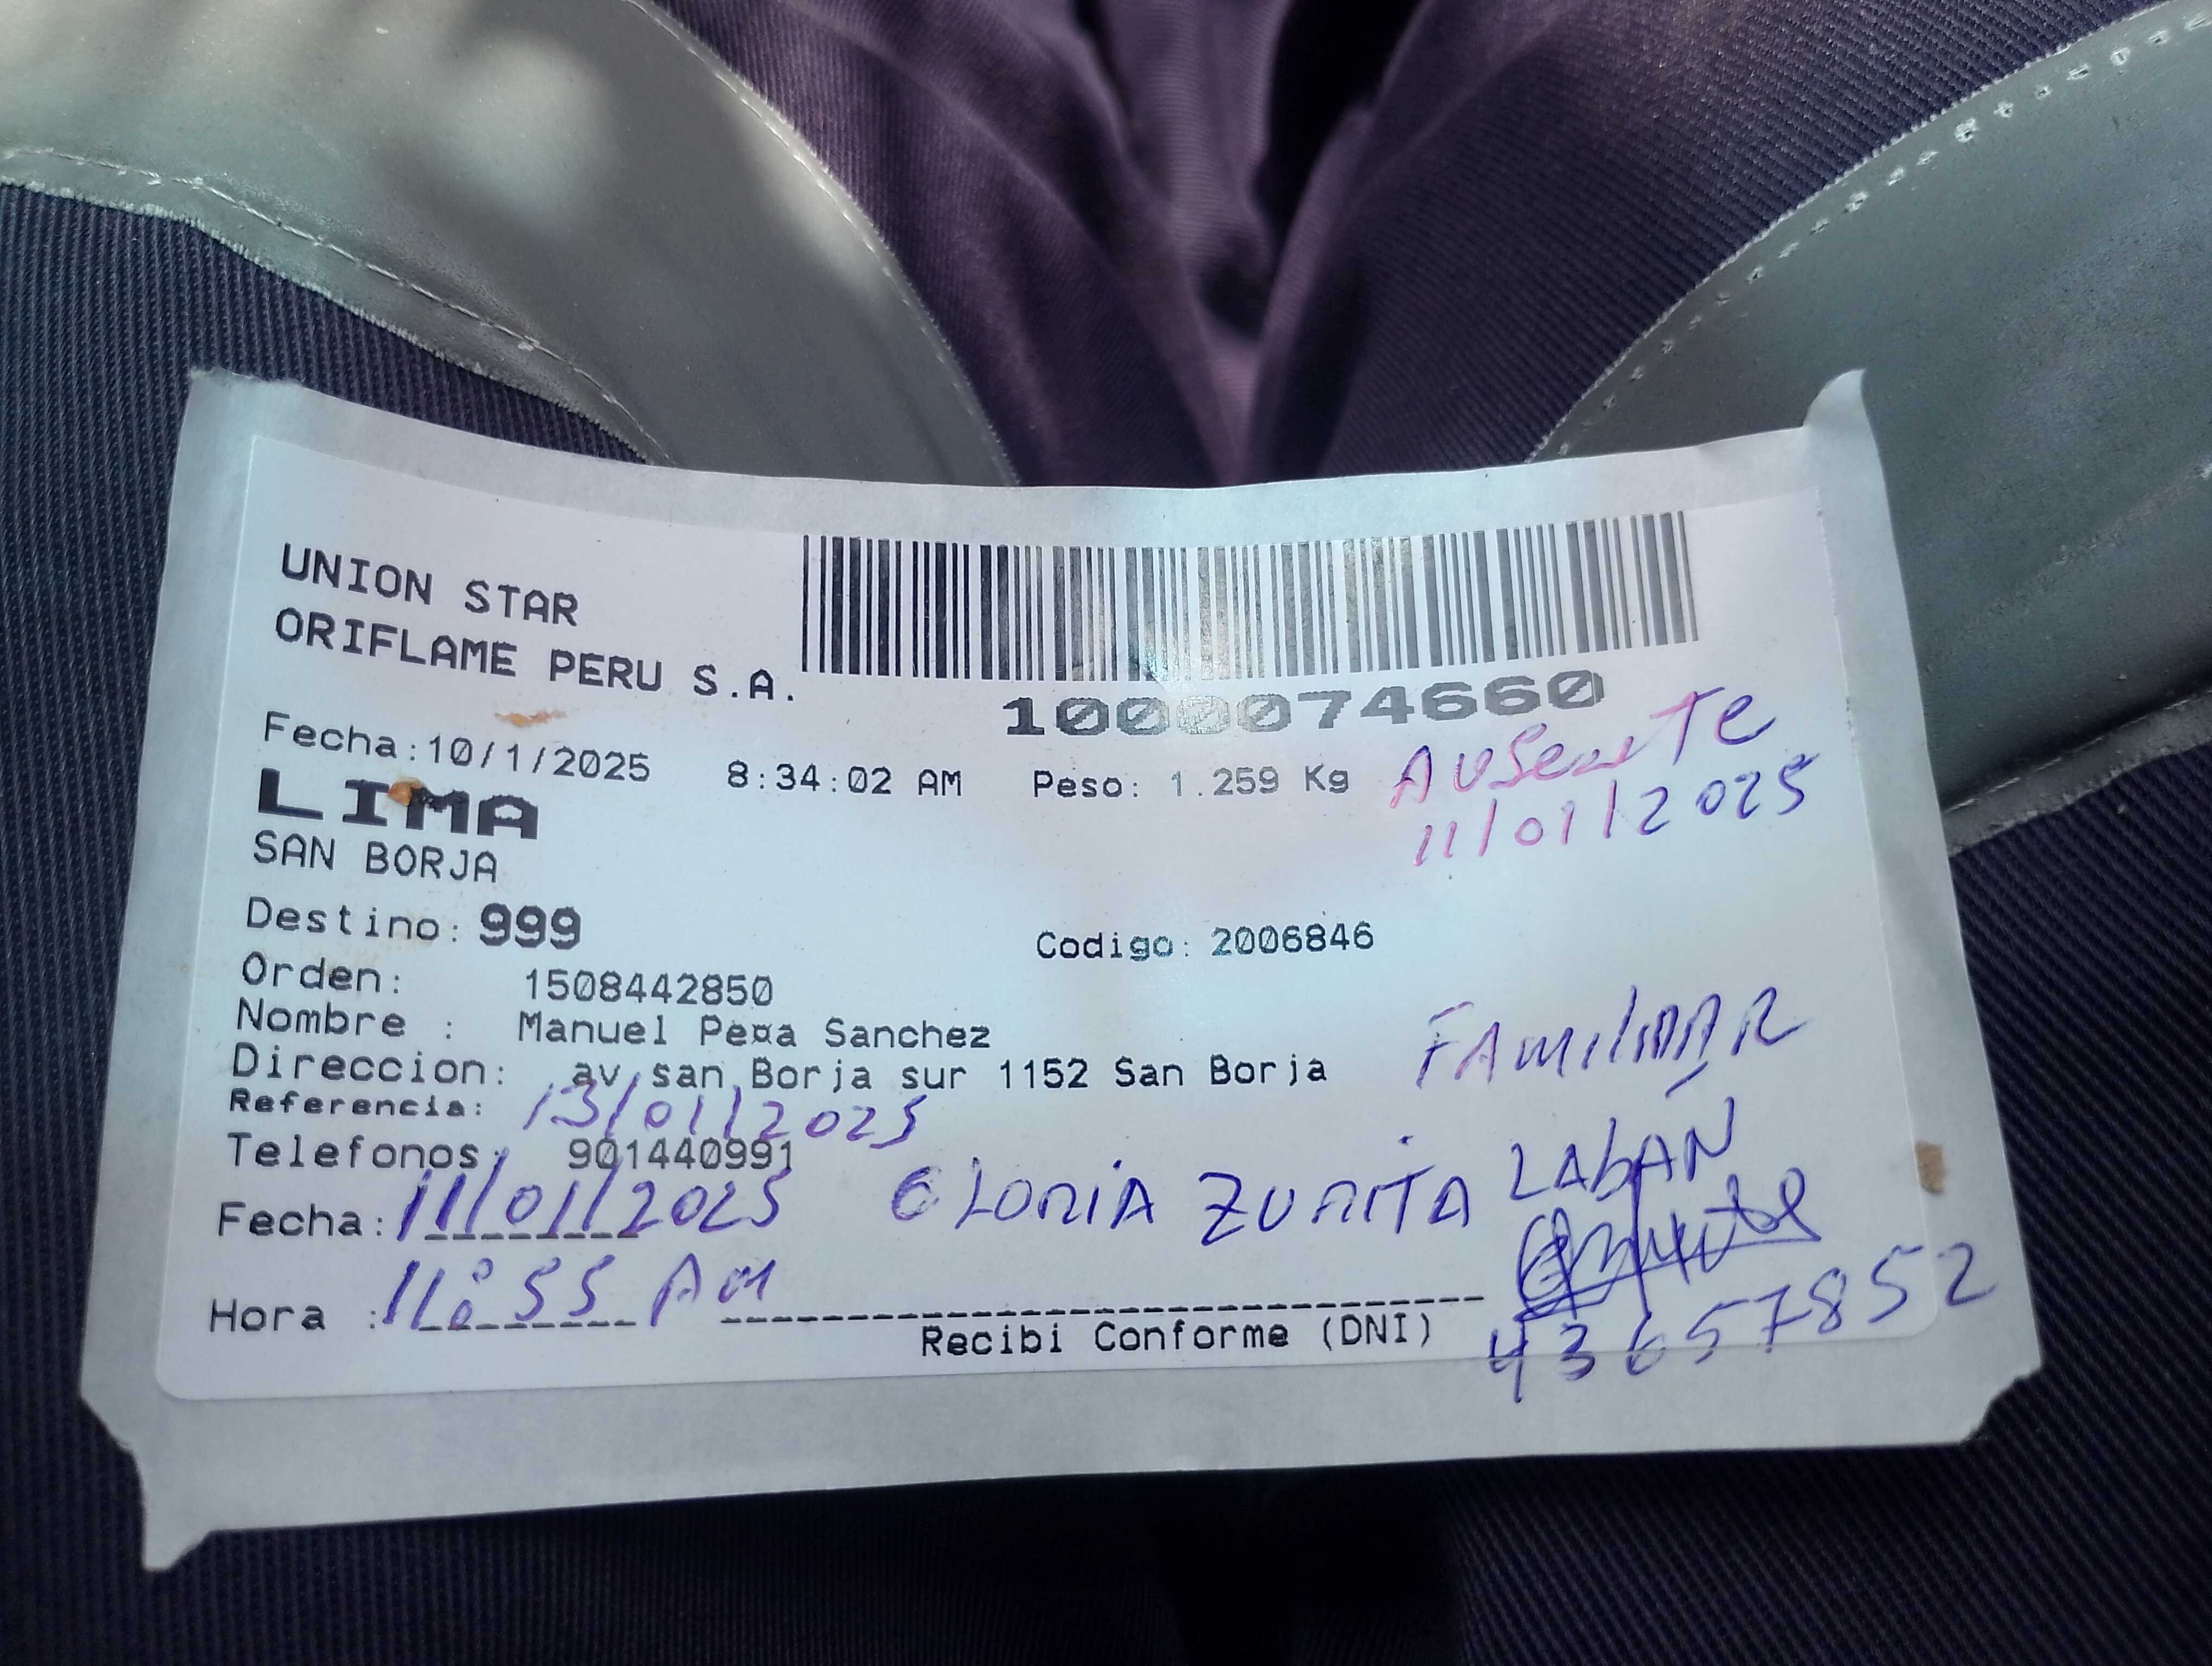 UNION STAR
ORIFLAME PERU S.A.
1000074660
Fecha:10/1/2025 8:34:02 AM Peso: 1.259 Kg
AUSENTE
11/01/2025
LIMA
SAN BORJA
Destino: 999
Codigo: 2006846
Orden: 1508442850
Nombre : Manuel Pe¤a Sanchez
Direccion: av san Borja sur 1152 San Borja
FAMILIAR
Referencia: 13/01/2025
Telefonos: 901440991
GLORIA ZURITA LABÁN
Fecha: 11/01/2025
Hora : 11:55 AM
Recibi Conforme (DNI)
43657852